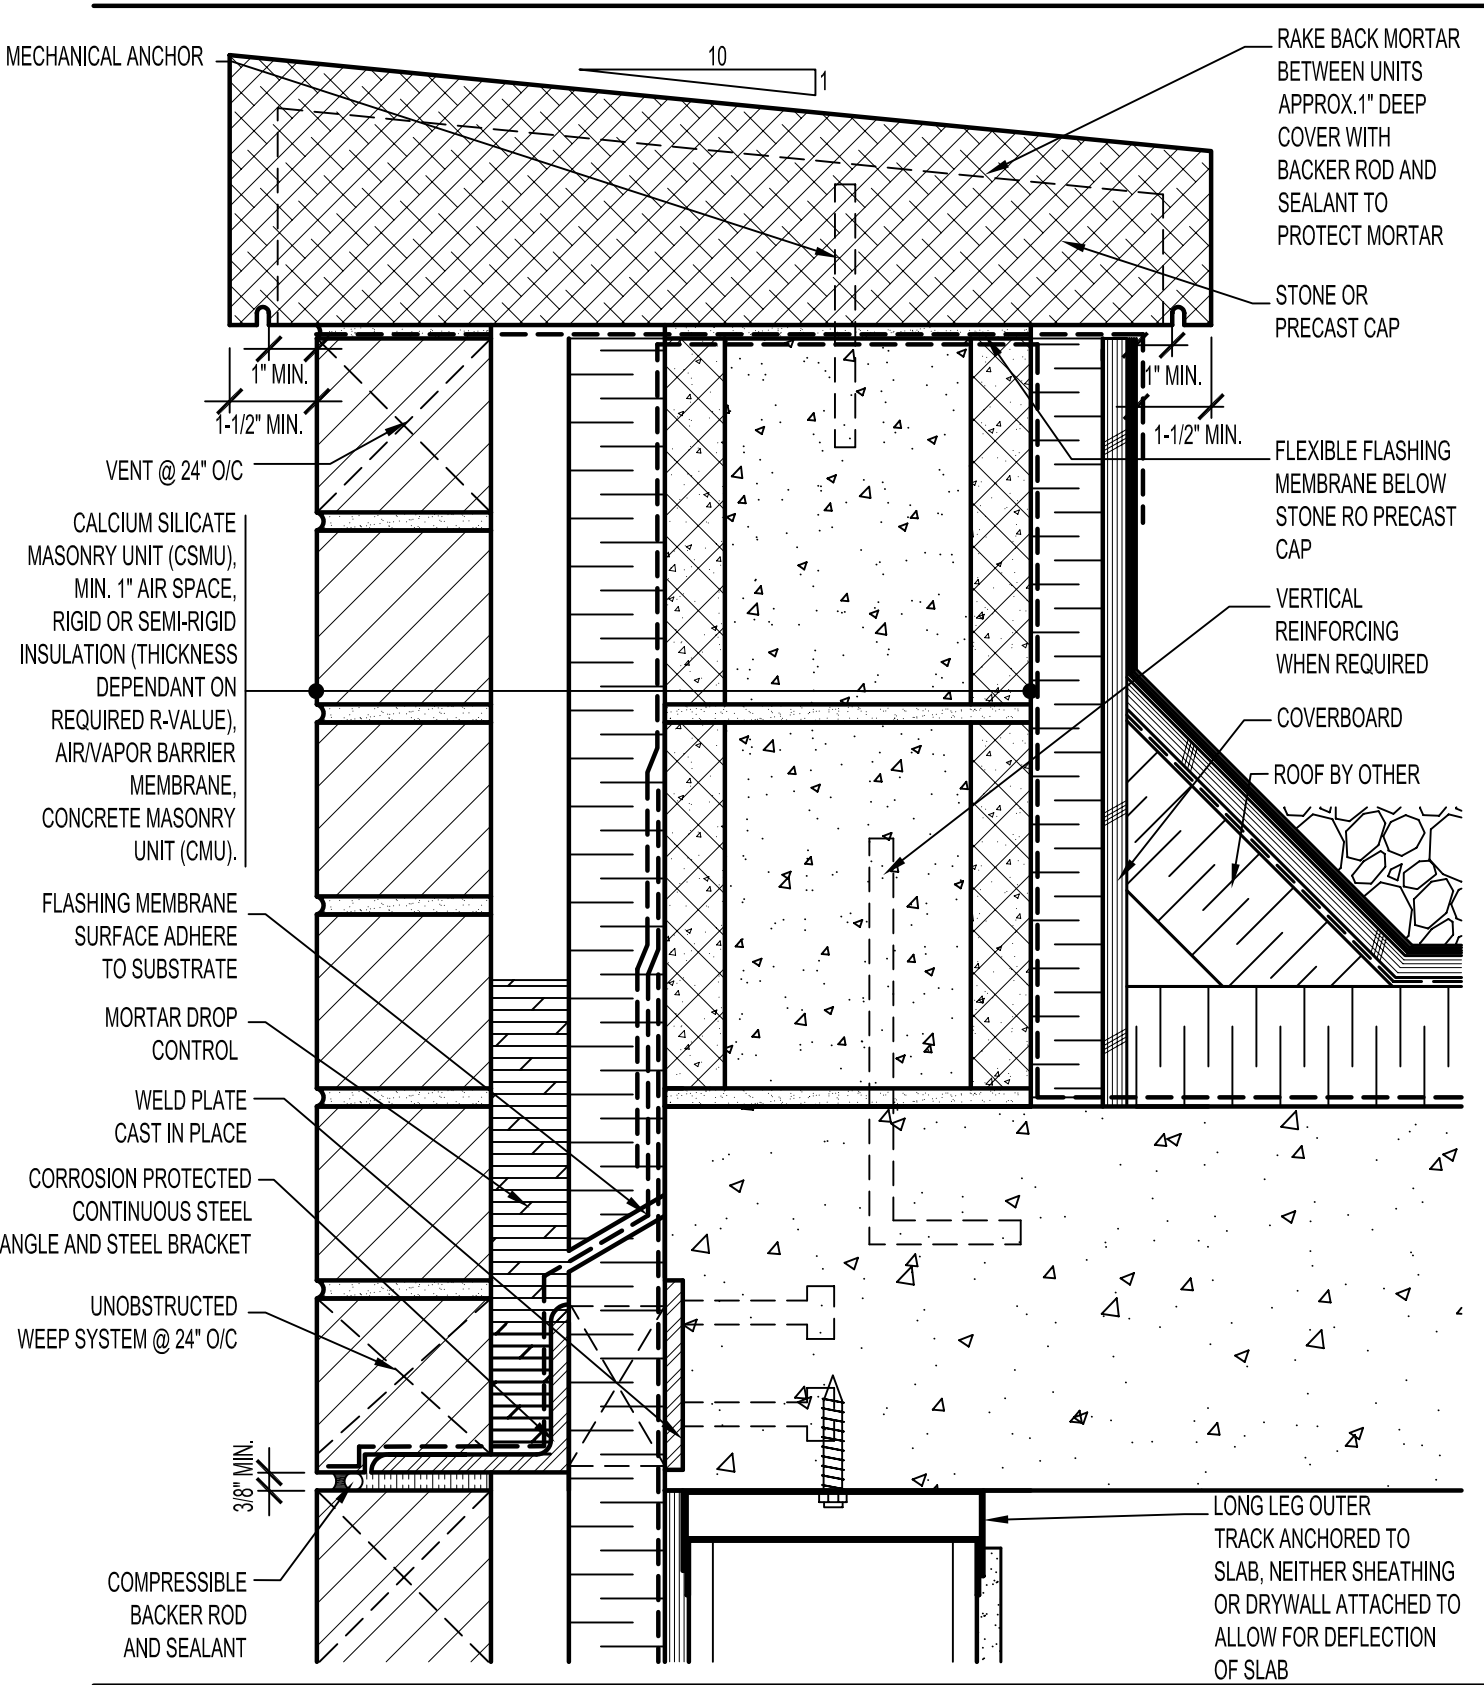 MECHANICAL ANCHOR
10
1
RAKE BACK MORTAR
BETWEEN UNITS
APPROX.1" DEEP
COVER WITH
BACKER ROD AND
SEALANT TO
PROTECT MORTAR
STONE OR
PRECAST CAP
1" MIN.
1-1/2" MIN.
1" MIN.
1-1/2" MIN.
VENT @ 24" O/C
FLEXIBLE FLASHING
MEMBRANE BELOW
STONE RO PRECAST
CAP
CALCIUM SILICATE
MASONRY UNIT (CSMU),
MIN. 1" AIR SPACE,
RIGID OR SEMI-RIGID
INSULATION (THICKNESS
DEPENDANT ON
REQUIRED R-VALUE),
AIR/VAPOR BARRIER
MEMBRANE,
CONCRETE MASONRY
UNIT (CMU).
VERTICAL
REINFORCING
WHEN REQUIRED
COVERBOARD
ROOF BY OTHER
FLASHING MEMBRANE
SURFACE ADHERE
TO SUBSTRATE
MORTAR DROP
CONTROL
WELD PLATE
CAST IN PLACE
CORROSION PROTECTED
CONTINUOUS STEEL
ANGLE AND STEEL BRACKET
UNOBSTRUCTED
WEEP SYSTEM @ 24" O/C
3/8" MIN.
COMPRESSIBLE
BACKER ROD
AND SEALANT
LONG LEG OUTER
TRACK ANCHORED TO
SLAB, NEITHER SHEATHING
OR DRYWALL ATTACHED TO
ALLOW FOR DEFLECTION
OF SLAB